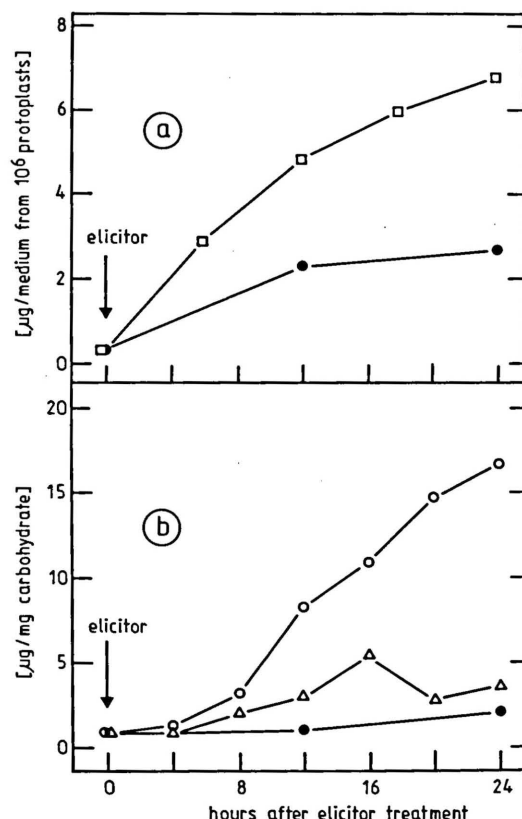 8
6
4
2
0
[µg/medium from 10⁶ protoplasts]
a
elicitor
20
15
10
5
0
[µg/mg carbohydrate]
b
elicitor
0 8 16 24
hours after elicitor treatment